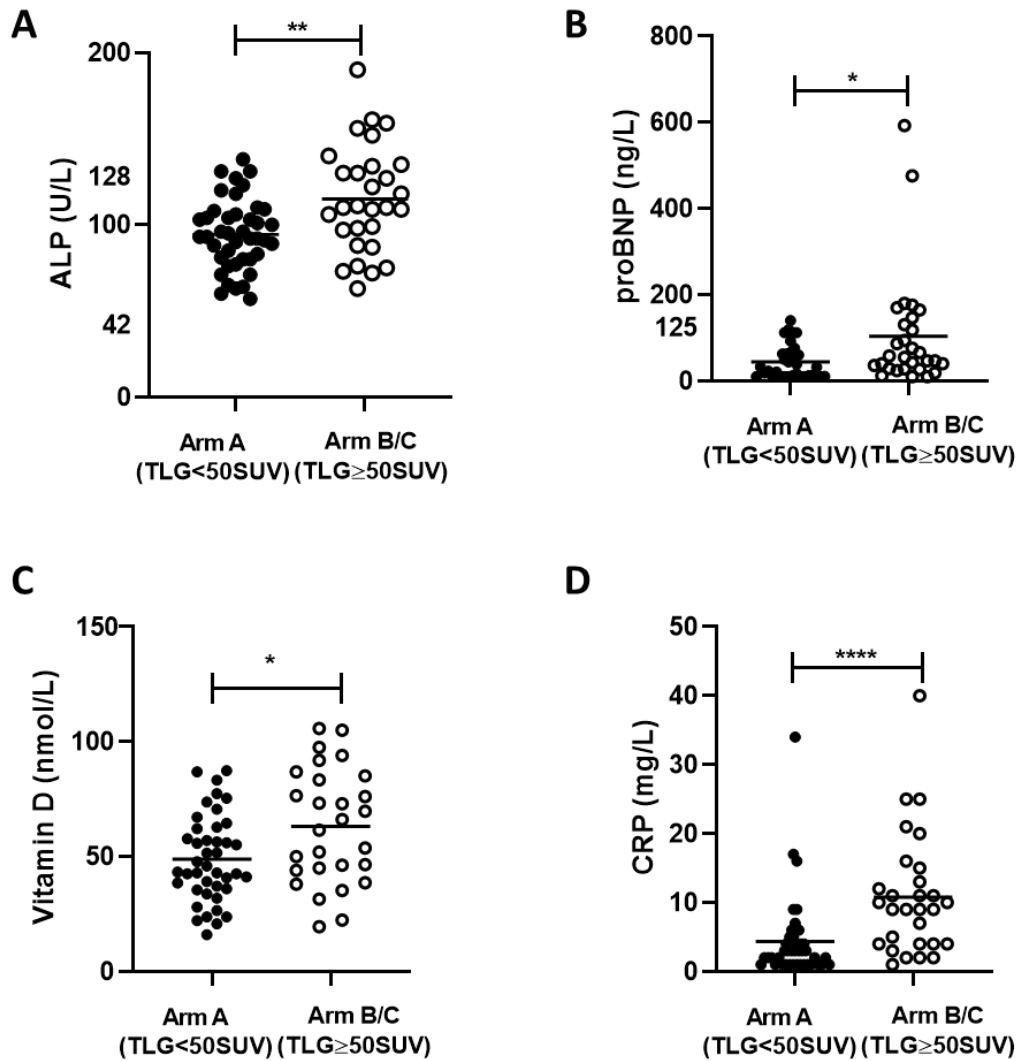 A
**
200
128
100
42
0
ALP (U/L)
Arm A
(TLG<50SUV)
Arm B/C
(TLG≥50SUV)
B
*
800
600
400
200
125
0
proBNP (ng/L)
Arm A
(TLG<50SUV)
Arm B/C
(TLG≥50SUV)
C
*
150
100
50
0
Vitamin D (nmol/L)
Arm A
(TLG<50SUV)
Arm B/C
(TLG≥50SUV)
D
****
50
40
30
20
10
0
CRP (mg/L)
Arm A
(TLG<50SUV)
Arm B/C
(TLG≥50SUV)